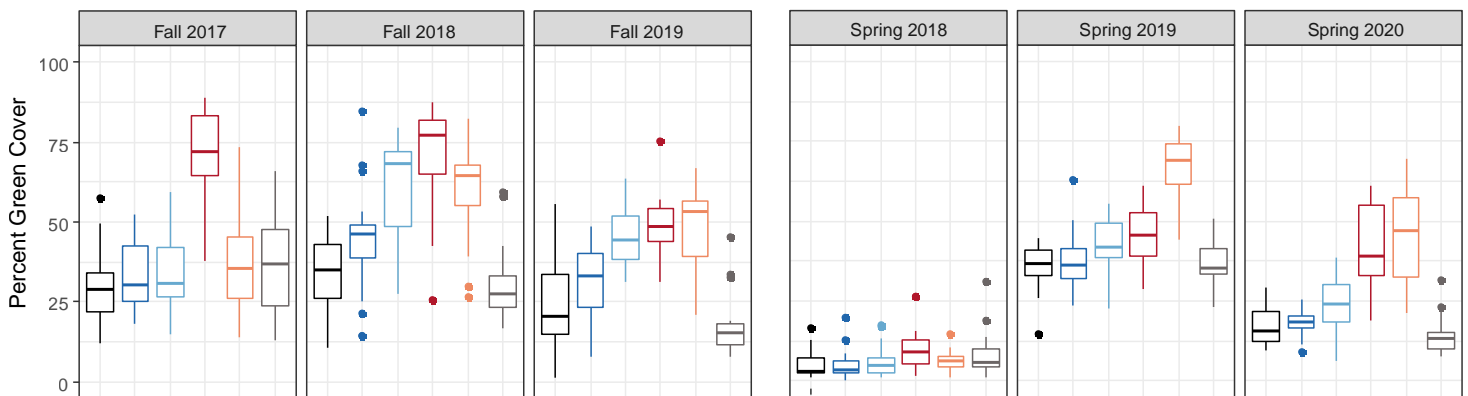 Fall 2017
Fall 2018
Fall 2019
Spring 2018
Spring 2019
Spring 2020
Percent Green Cover
100
75
50
25
0